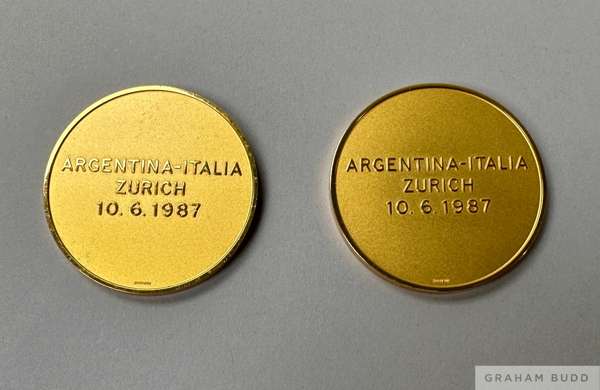 ARGENTINA-ITALIA
ZURICH
10. 6. 1987
ARGENTINA-ITALIA
ZURICH
10. 6. 1987
GRAHAM BUDD